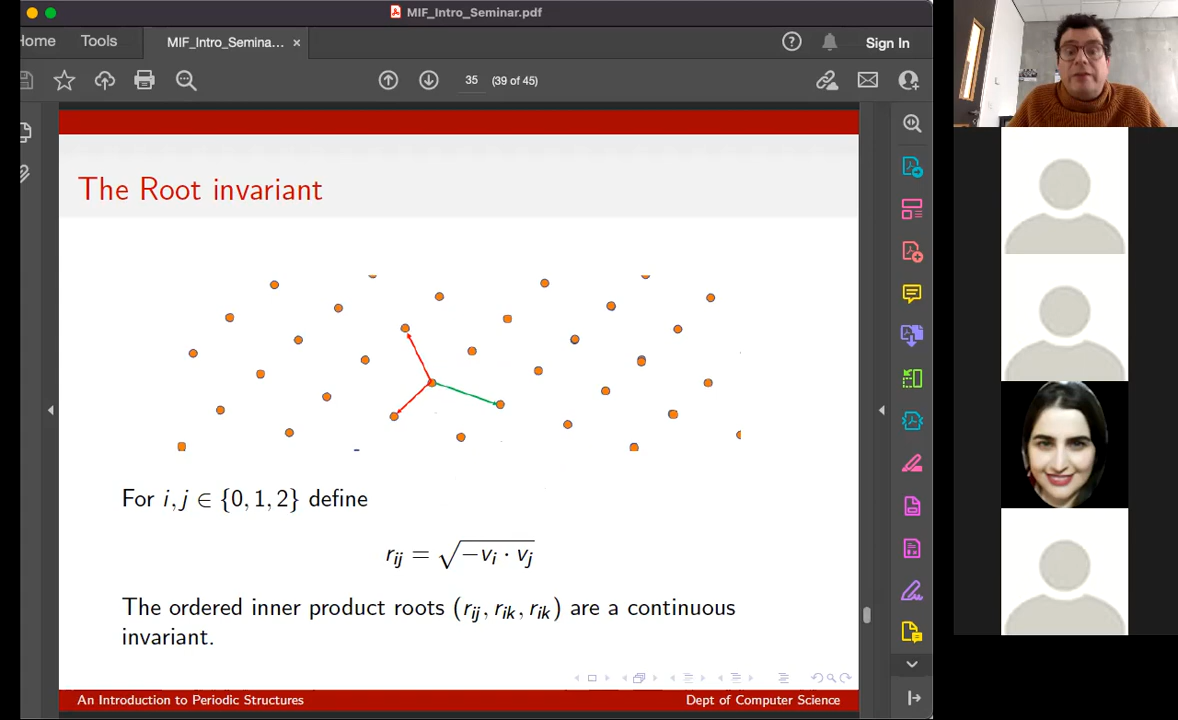 MIF_Intro_Seminar.pdf
Home
Tools
MIF_Intro_Semina...
Sign In
35
(39 of 45)
The Root invariant
For i, j ∈ {0, 1, 2} define
r_ij = √−v_i · v_j
The ordered inner product roots (r_ij, r_ik, r_ik) are a continuous
invariant.
An Introduction to Periodic Structures
Dept of Computer Science